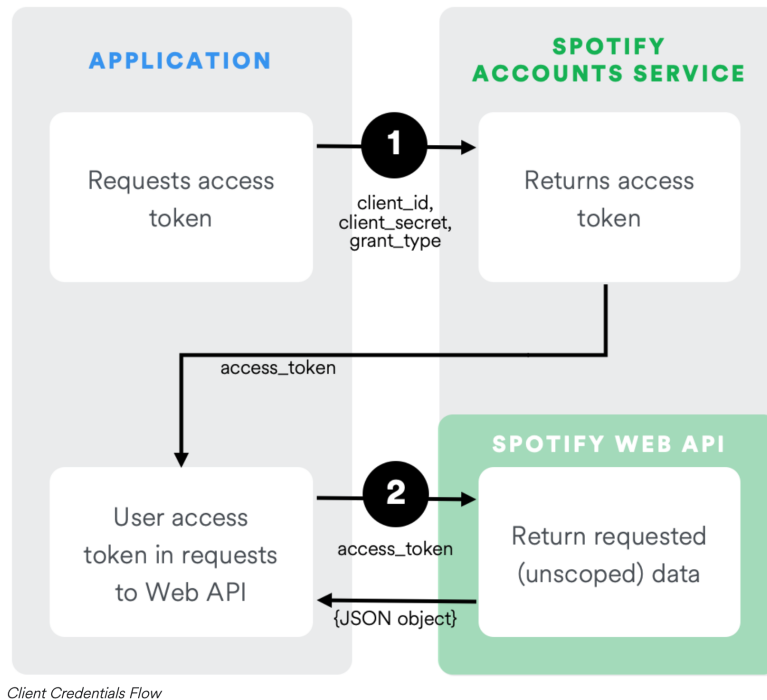 APPLICATION
SPOTIFY
ACCOUNTS SERVICE
Requests access
token
1
client_id,
client_secret,
grant_type
Returns access
token
access_token
SPOTIFY WEB API
User access
token in requests
to Web API
2
access_token
Return requested
(unscoped) data
{JSON object}
Client Credentials Flow